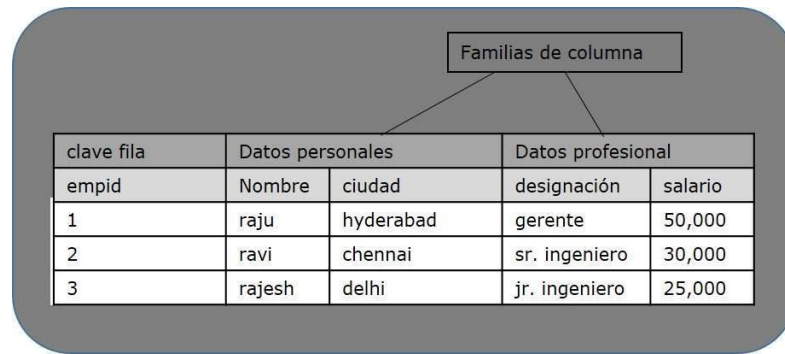 Familias de columna
clave fila Datos personales Datos profesional
empid Nombre ciudad designación salario
1 raju hyderabad gerente 50,000
2 ravi chennai sr. ingeniero 30,000
3 rajesh delhi jr. ingeniero 25,000